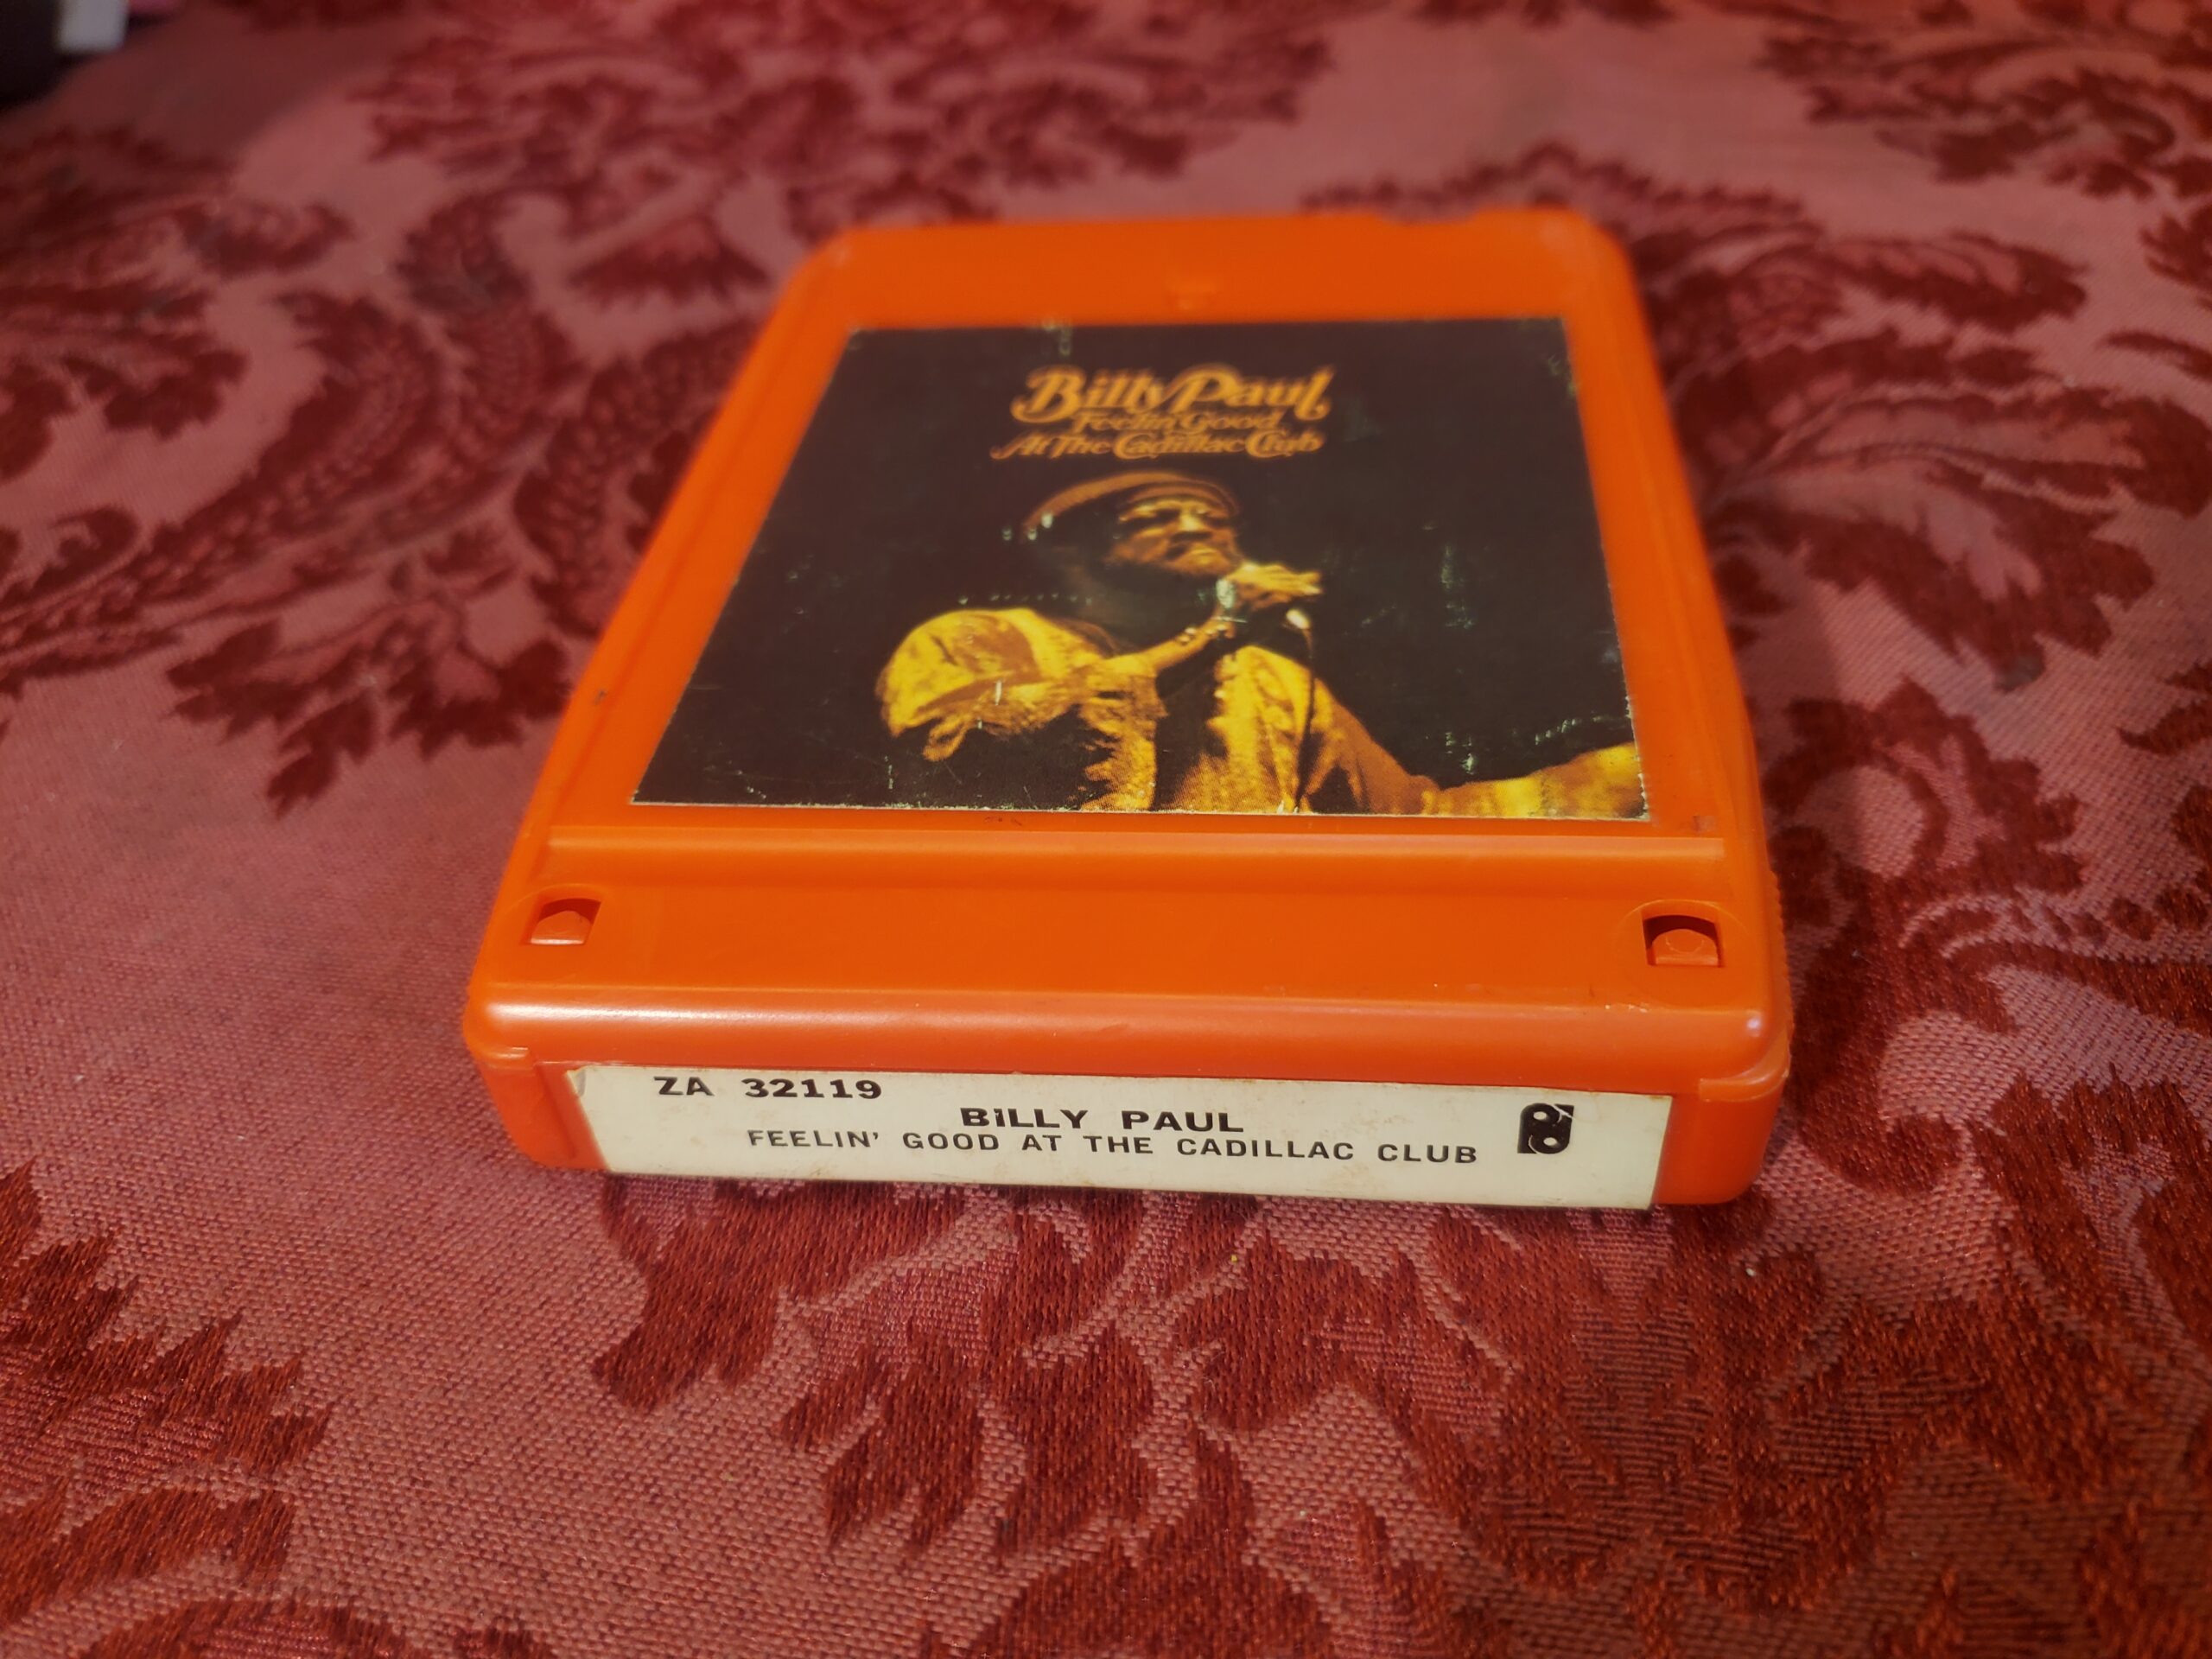 Billy Paul
Feelin' Good
At The Cadillac Club
ZA 32119
BiLLY PAUL
FEELIN' GOOD AT THE CADILLAC CLUB